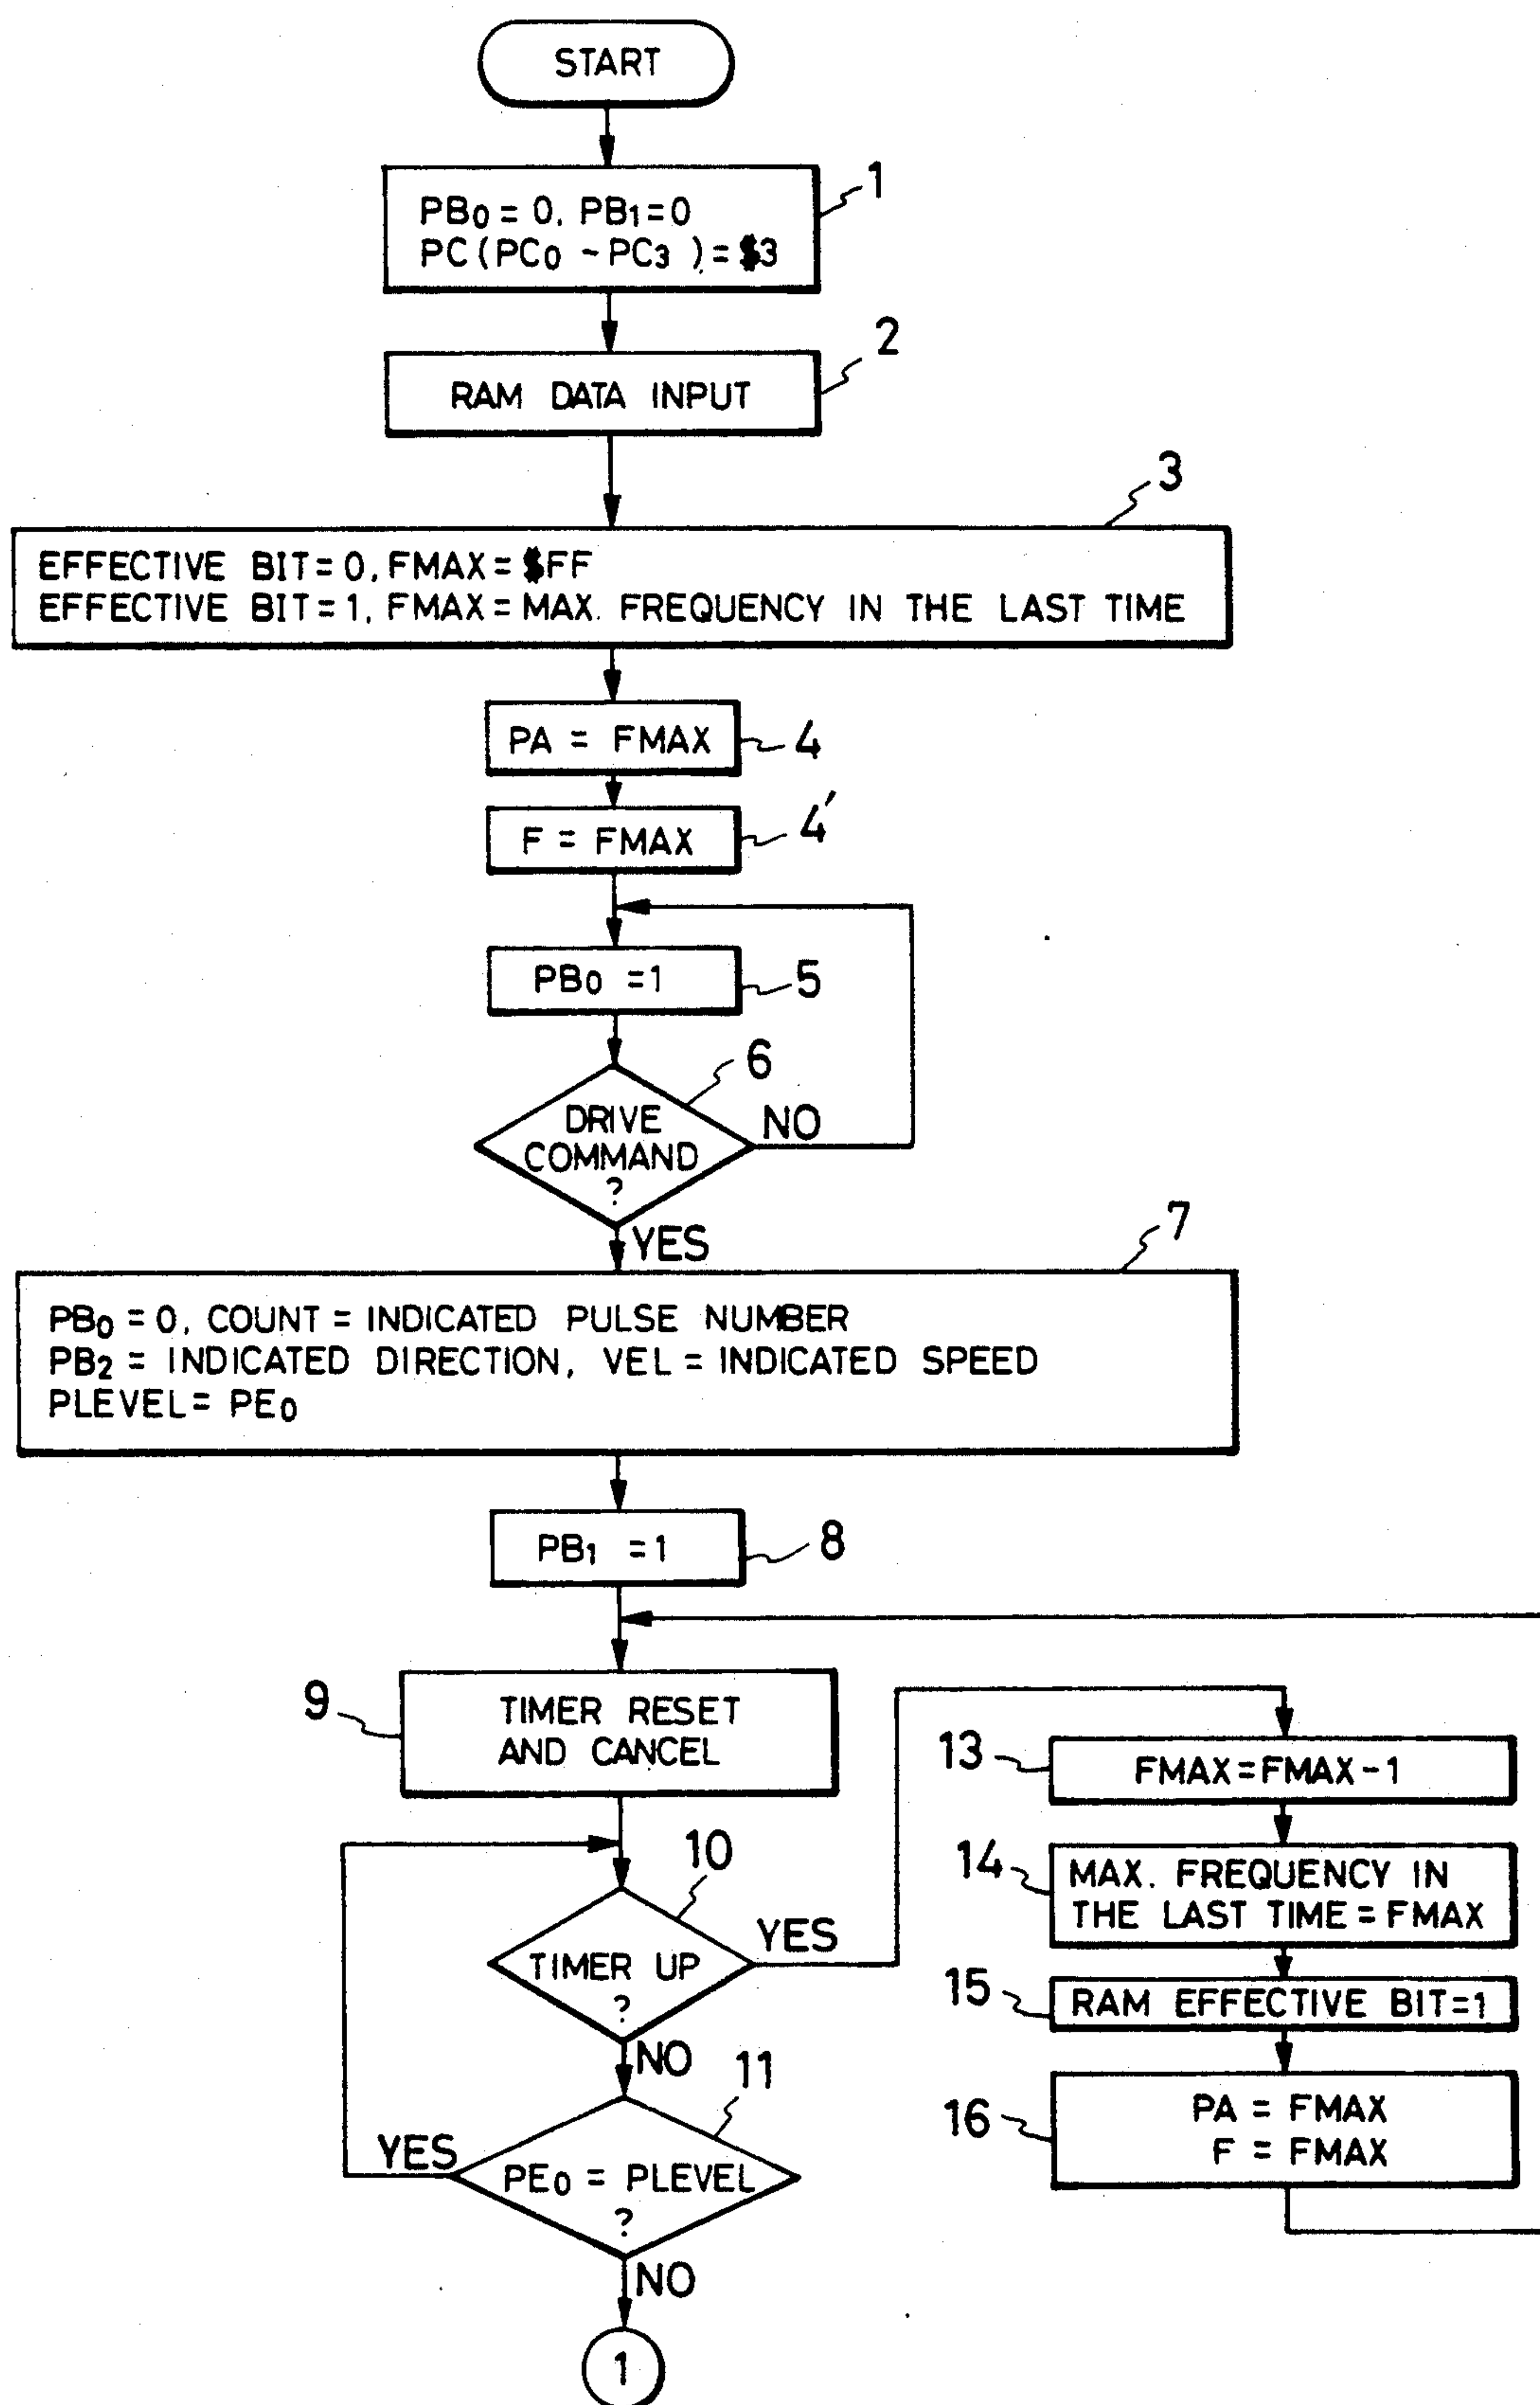 START
1
PB0 = 0, PB1 = 0
PC (PC0 ~ PC3) = $3
2
RAM DATA INPUT
3
EFFECTIVE BIT = 0, FMAX = $FF
EFFECTIVE BIT = 1, FMAX = MAX. FREQUENCY IN THE LAST TIME
PA = FMAX
4
F = FMAX
4'
PB0 = 1
5
6
DRIVE
COMMAND
?
NO
YES
7
PB0 = 0, COUNT = INDICATED PULSE NUMBER
PB2 = INDICATED DIRECTION, VEL = INDICATED SPEED
PLEVEL = PE0
PB1 = 1
8
9
TIMER RESET
AND CANCEL
10
TIMER UP
?
YES
NO
11
PE0 = PLEVEL
?
YES
NO
1
13
FMAX = FMAX - 1
14
MAX. FREQUENCY IN
THE LAST TIME = FMAX
15
RAM EFFECTIVE BIT = 1
16
PA = FMAX
F = FMAX